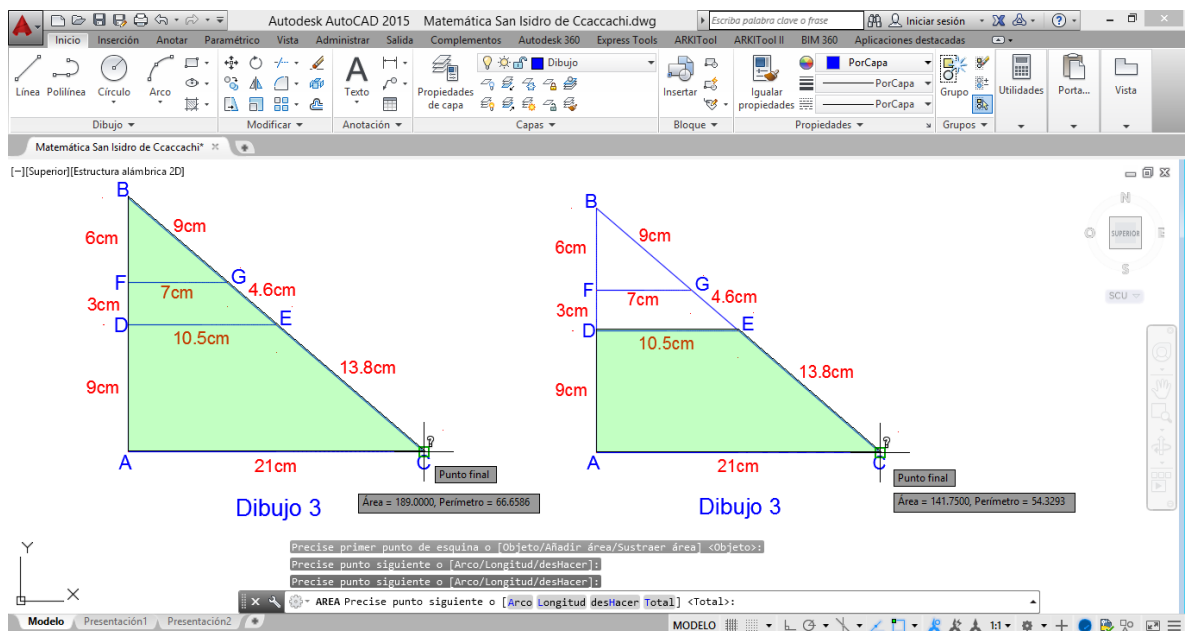 Autodesk AutoCAD 2015 Matemática San Isidro de Ccaccachi.dwg Escriba palabra clave o frase Iniciar sesión
Inicio Inserción Anotar Paramétrico Vista Administrar Salida Complementos Autodesk 360 Express Tools ARKITool ARKITool II BIM 360 Aplicaciones destacadas
Línea Polilínea Círculo Arco
Texto
Propiedades de capa
Dibujo
Insertar
Igualar propiedades
PorCapa
PorCapa
PorCapa
Grupo
Utilidades
Porta...
Vista
Dibujo Modificar Anotación Capas Bloque Propiedades Grupos
Matemática San Isidro de Ccaccachi*
[−][Superior][Estructura alámbrica 2D]
B
9cm
6cm
F
G
7cm
4.6cm
3cm
D
E
10.5cm
13.8cm
9cm
A
21cm
C
Punto final
Área = 189.0000, Perímetro = 66.6586
Dibujo 3
B
9cm
6cm
F
G
7cm
4.6cm
3cm
D
E
10.5cm
13.8cm
9cm
A
21cm
C
Punto final
Área = 141.7500, Perímetro = 54.3293
Dibujo 3
N
O
SUPERIOR
E
S
SCU
Y
X
Precise primer punto de esquina o [Objeto/Añadir área/Sustraer área] <Objeto>:
Precise punto siguiente o [Arco/Longitud/desHacer]:
Precise punto siguiente o [Arco/Longitud/desHacer]:
AREA Precise punto siguiente o [Arco Longitud desHacer Total] <Total>:
Modelo Presentación1 Presentación2
MODELO
1:1